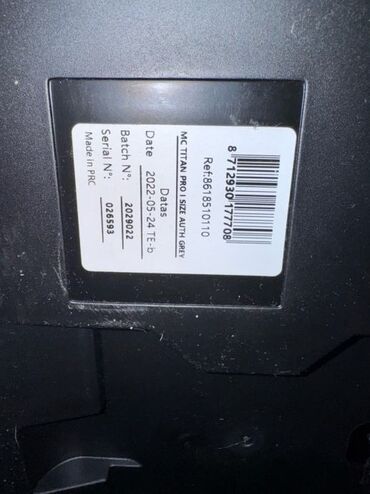 8 712930 177708
Ref:8618510110
MC TITAN PRO I SIZE AUTH GREY
Datas
Date 2022-05-24 TE-b
Batch N°: 2029022
Serial N°: 026593
Made in PRC